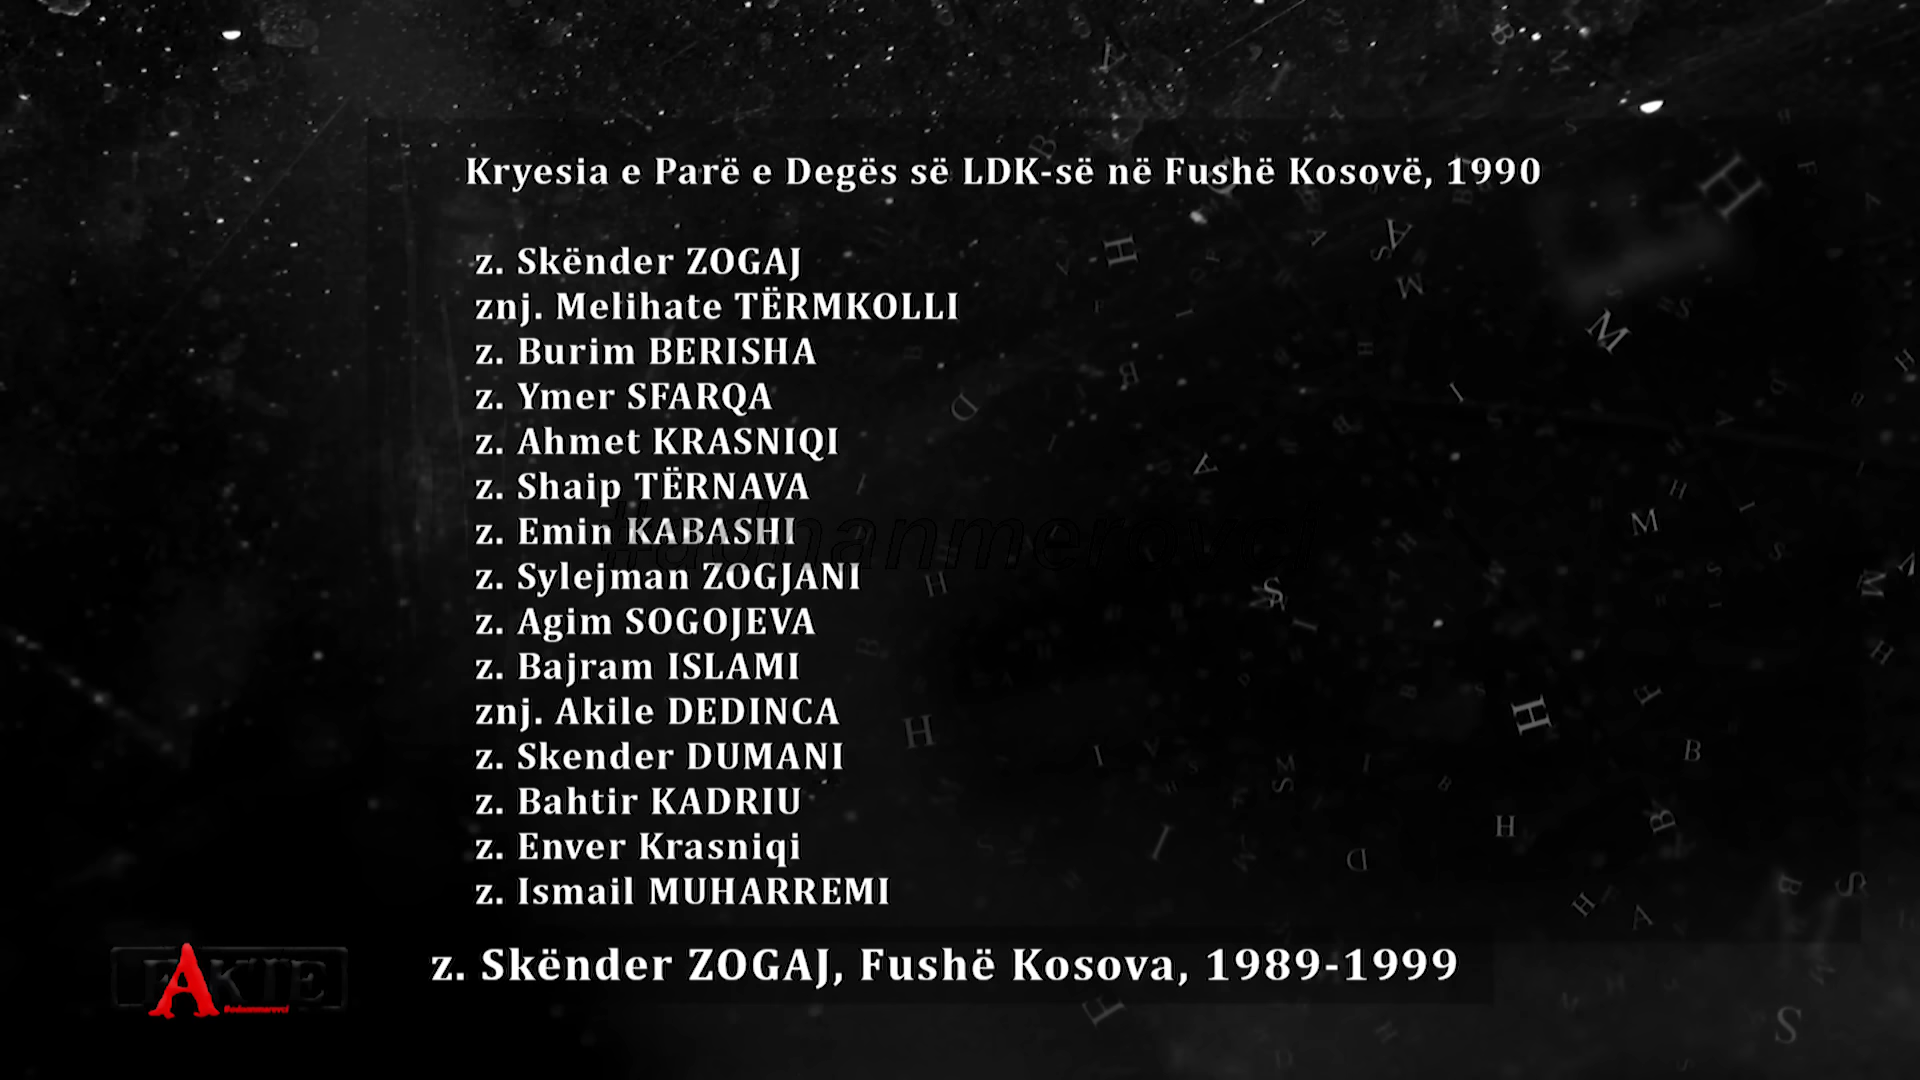 Kryesia e Parë e Degës së LDK-së në Fushë Kosovë, 1990
z. Skënder ZOGAJ
znj. Melihate TËRMKOLLI
z. Burim BERISHA
z. Ymer SFARQA
z. Ahmet KRASNIQI
z. Shaip TËRNAVA
z. Emin KABASHI
#adnanmerovci
z. Sylejman ZOGJANI
z. Agim SOGOJEVA
z. Bajram ISLAMI
znj. Akile DEDINCA
z. Skender DUMANI
z. Bahtir KADRIU
z. Enver Krasniqi
z. Ismail MUHARREMI
z. Skënder ZOGAJ, Fushë Kosova, 1989-1999